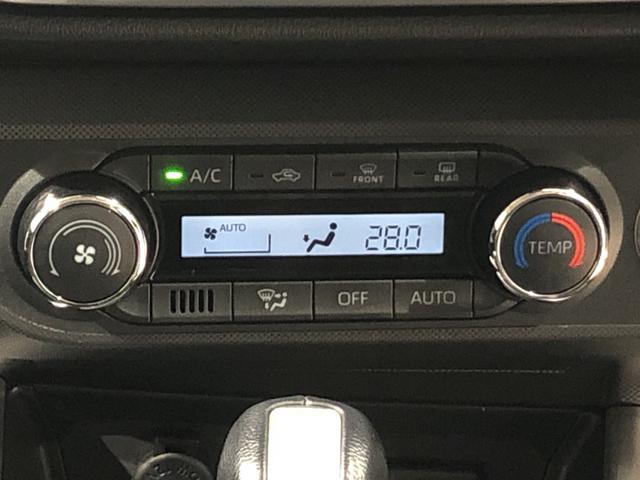 A/C
FRONT
REAR
AUTO
28.0
TEMP
OFF
AUTO